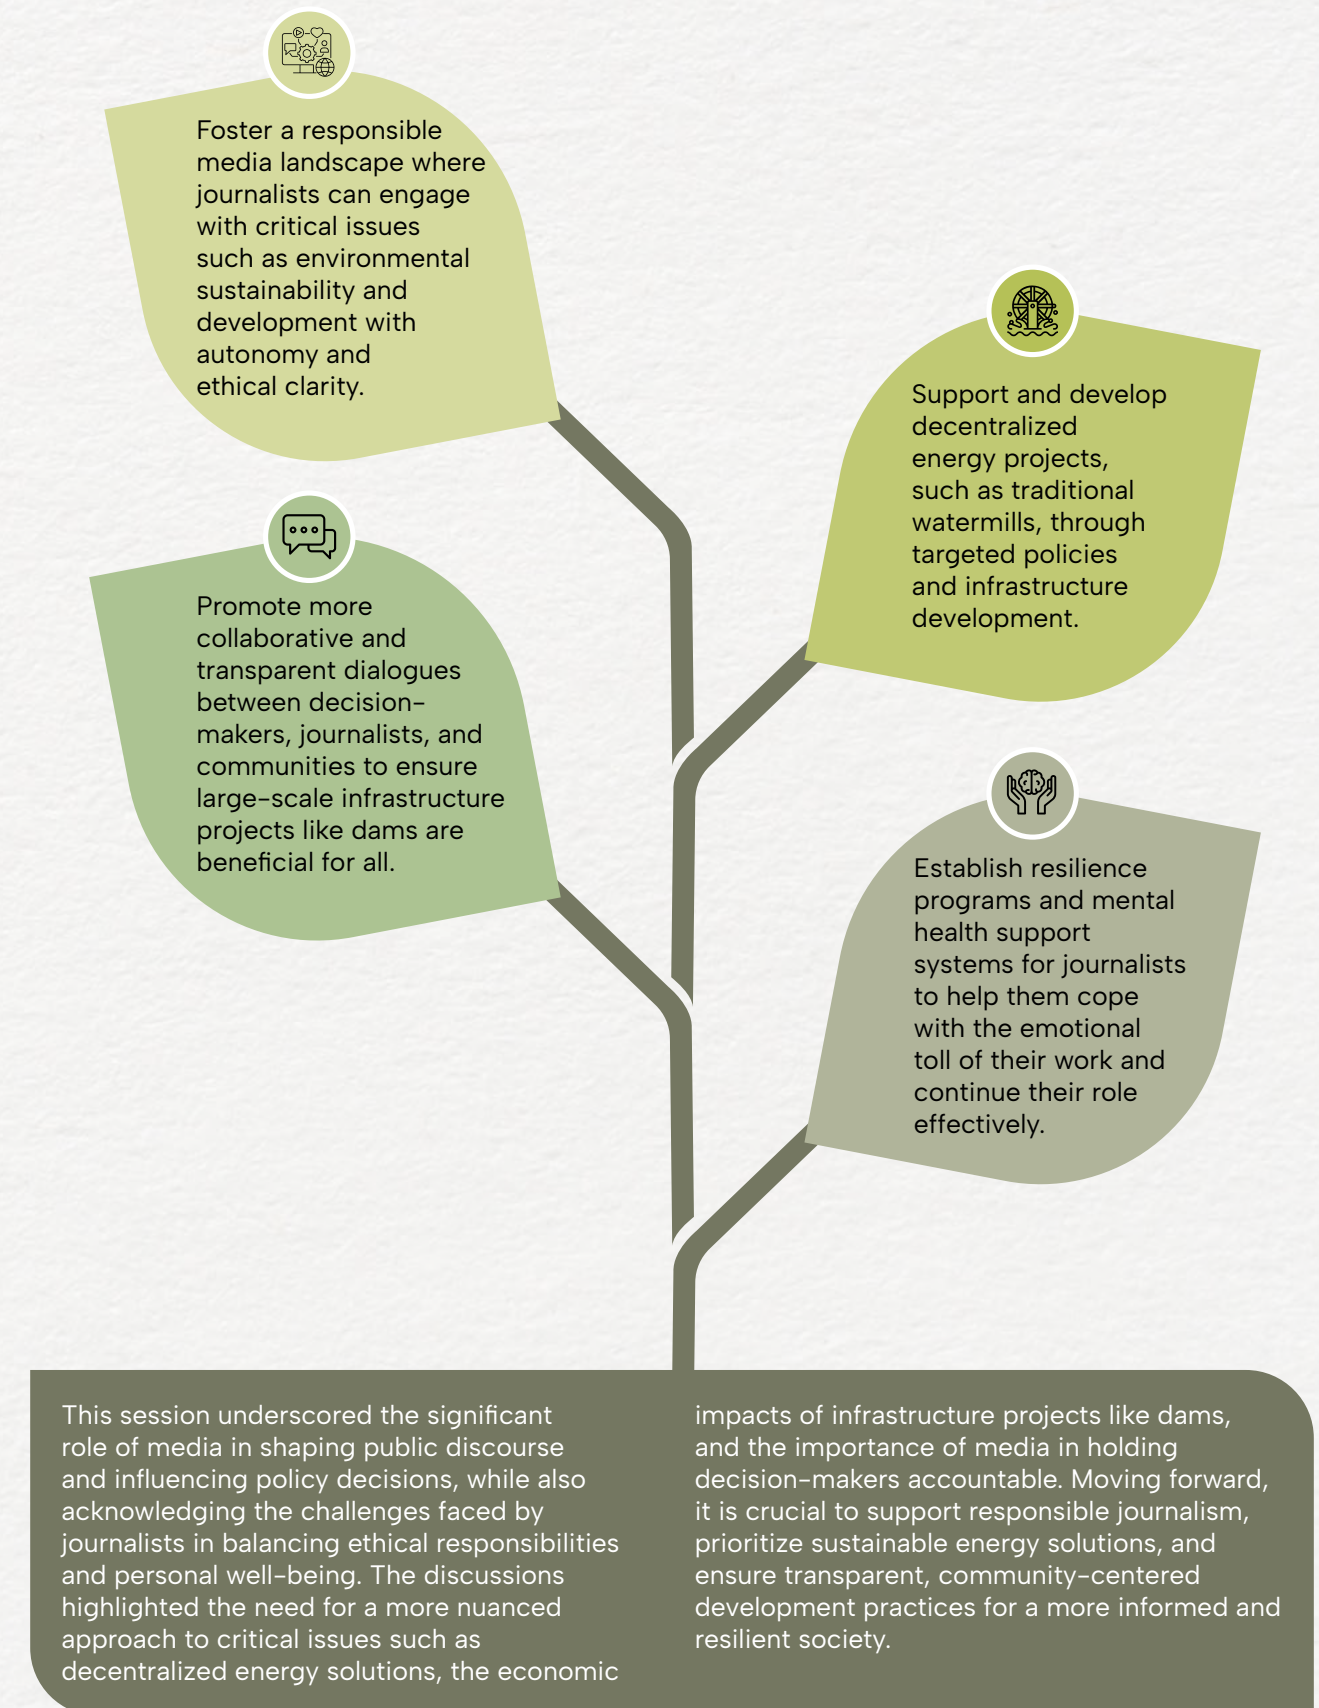 Foster a responsible
media landscape where
journalists can engage
with critical issues
such as environmental
sustainability and
development with
autonomy and
ethical clarity.
Support and develop
decentralized
energy projects,
such as traditional
watermills, through
targeted policies
and infrastructure
development.
Promote more
collaborative and
transparent dialogues
between decision-
makers, journalists, and
communities to ensure
large-scale infrastructure
projects like dams are
beneficial for all.
Establish resilience
programs and mental
health support
systems for journalists
to help them cope
with the emotional
toll of their work and
continue their role
effectively.
This session underscored the significant
role of media in shaping public discourse
and influencing policy decisions, while also
acknowledging the challenges faced by
journalists in balancing ethical responsibilities
and personal well-being. The discussions
highlighted the need for a more nuanced
approach to critical issues such as
decentralized energy solutions, the economic
impacts of infrastructure projects like dams,
and the importance of media in holding
decision-makers accountable. Moving forward,
it is crucial to support responsible journalism,
prioritize sustainable energy solutions, and
ensure transparent, community-centered
development practices for a more informed and
resilient society.